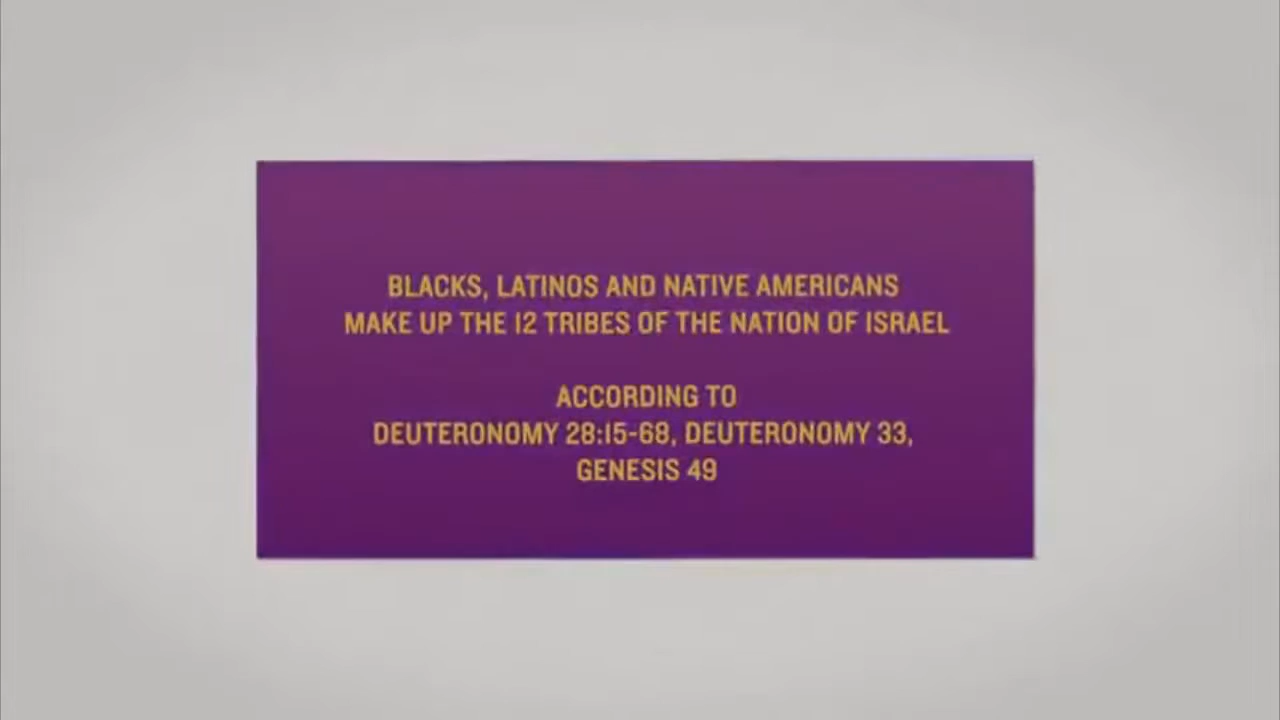 BLACKS, LATINOS AND NATIVE AMERICANS
MAKE UP THE 12 TRIBES OF THE NATION OF ISRAEL
ACCORDING TO
DEUTERONOMY 28:15-68, DEUTERONOMY 33,
GENESIS 49